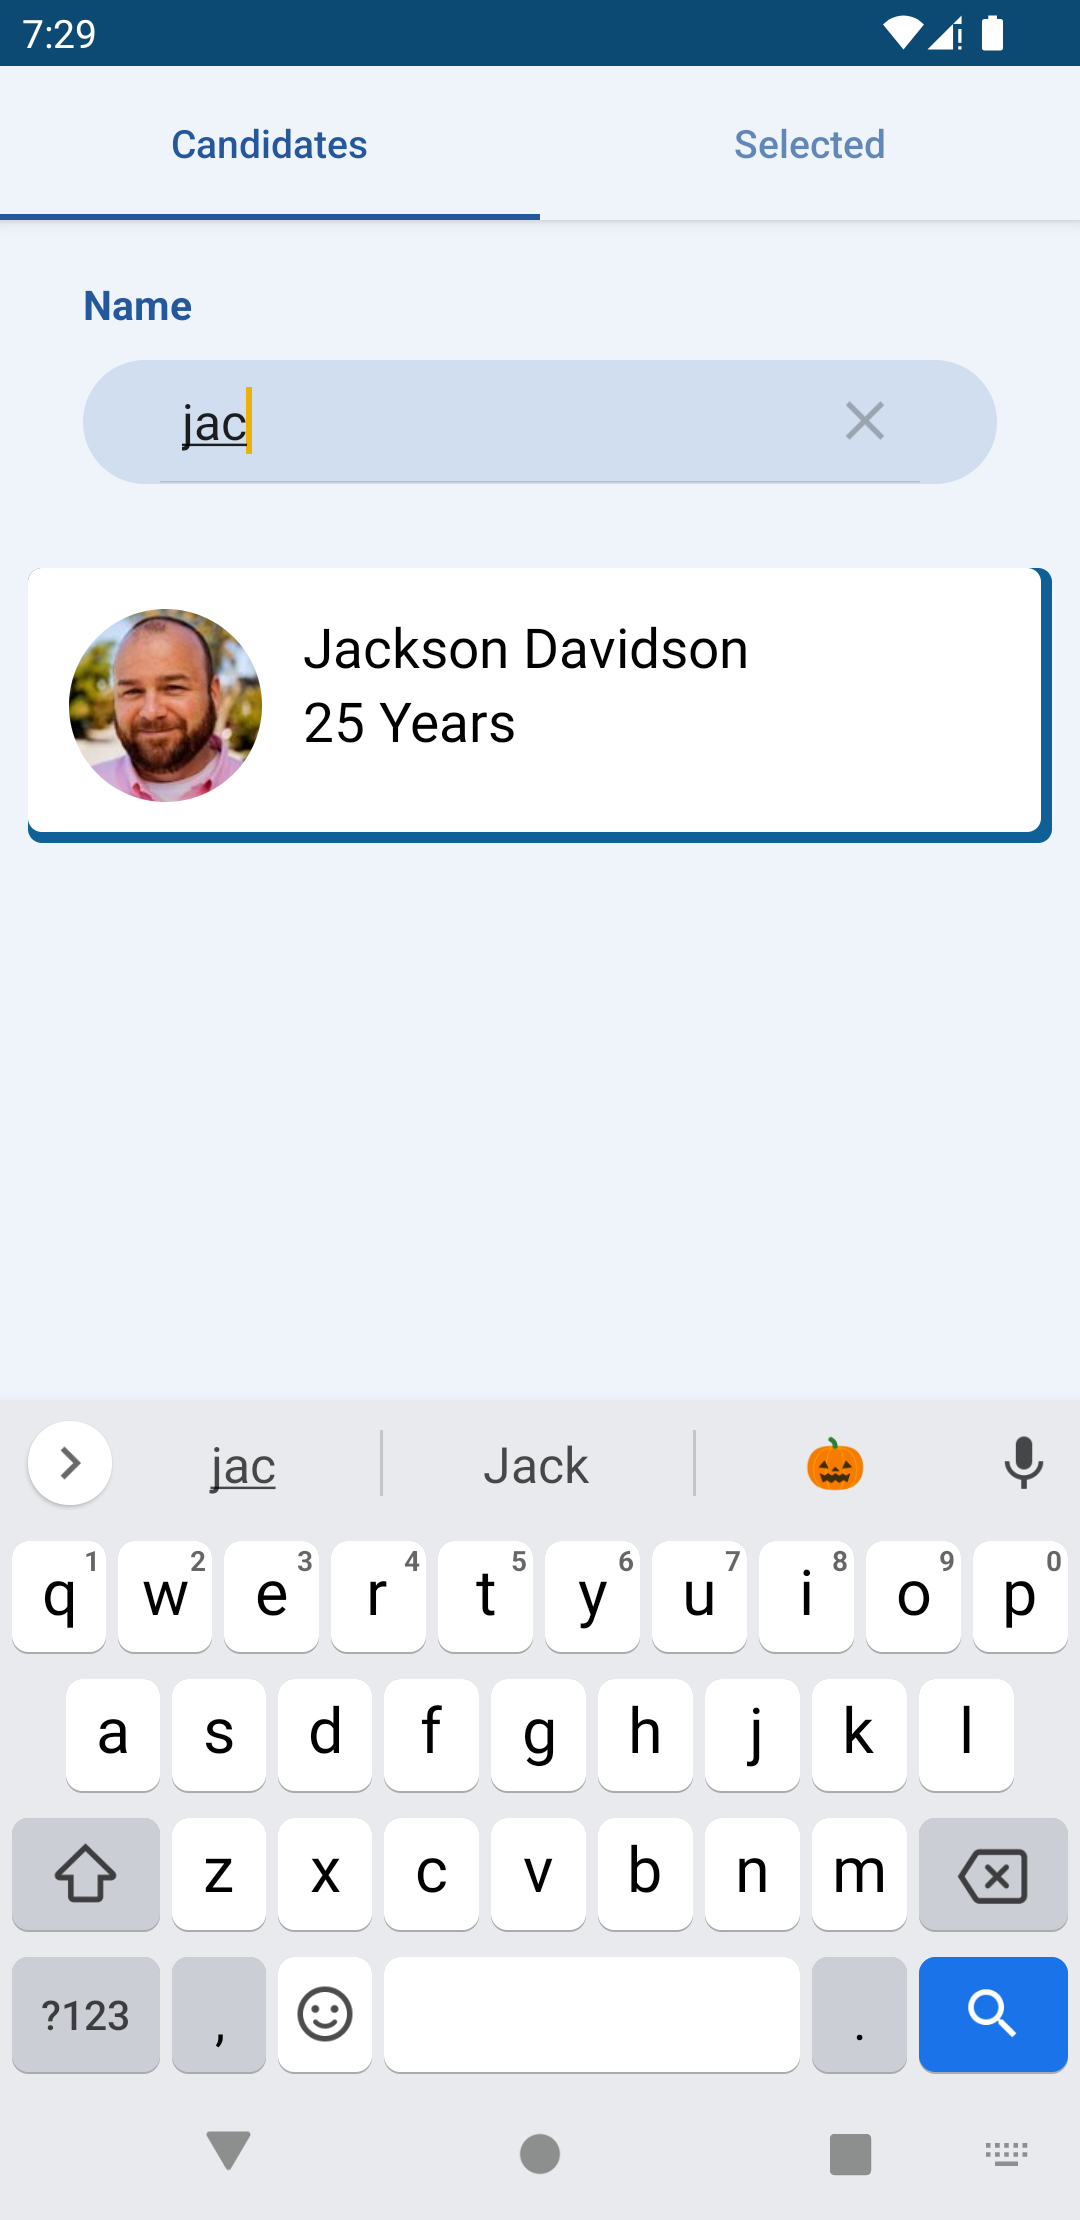 7:29
Candidates Selected
Name
jac
Jackson Davidson
25 Years
jac Jack
q 1 w 2 e 3 r 4 t 5 y 6 u 7 i 8 o 9 p 0
a s d f g h j k l
z x c v b n m
?123 , .